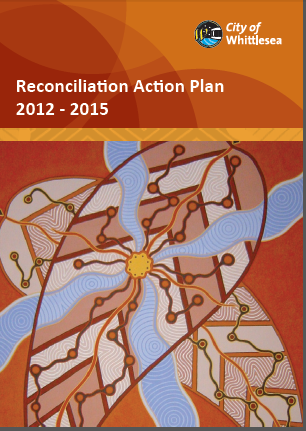 City of
Whittlesea
Reconciliation Action Plan
2012 - 2015